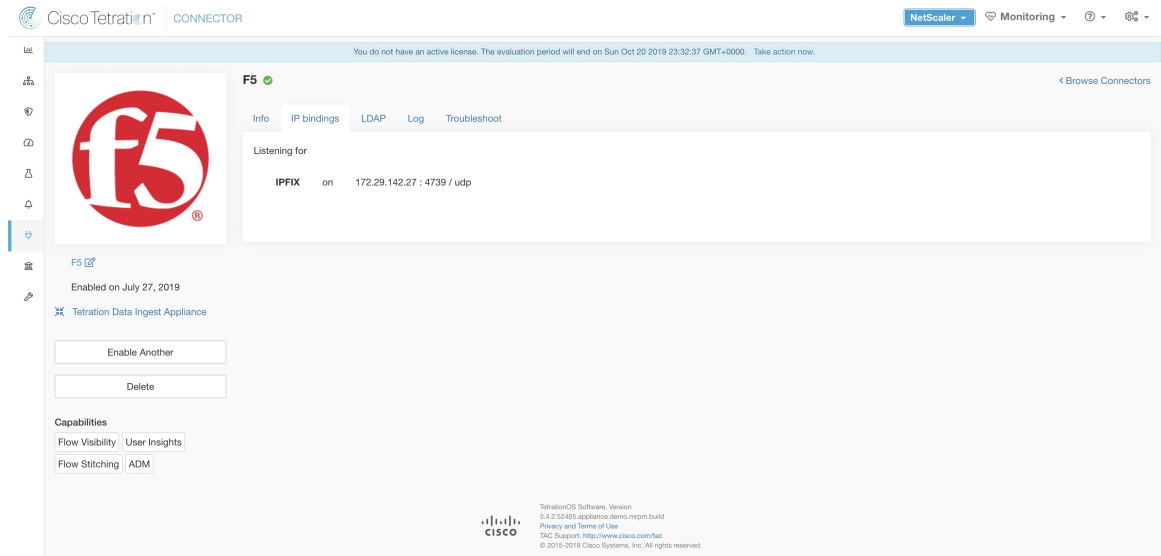 Cisco Tetration™ CONNECTOR NetScaler Monitoring
You do not have an active license. The evaluation period will end on Sun Oct 20 2019 23:32:37 GMT+0000. Take action now.
f5®
F5
Browse Connectors
Info IP bindings LDAP Log Troubleshoot
Listening for
IPFIX on 172.29.142.27 : 4739 / udp
F5
Enabled on July 27, 2019
Tetration Data Ingest Appliance
Enable Another
Delete
Capabilities
Flow Visibility User Insights
Flow Stitching ADM
CISCO
TetrationOS Software, Version
3.4.2.52465.appliance.demo.mrpm.build
Privacy and Terms of Use
TAC Support: http://www.cisco.com/tac
© 2015-2019 Cisco Systems, Inc. All rights reserved.